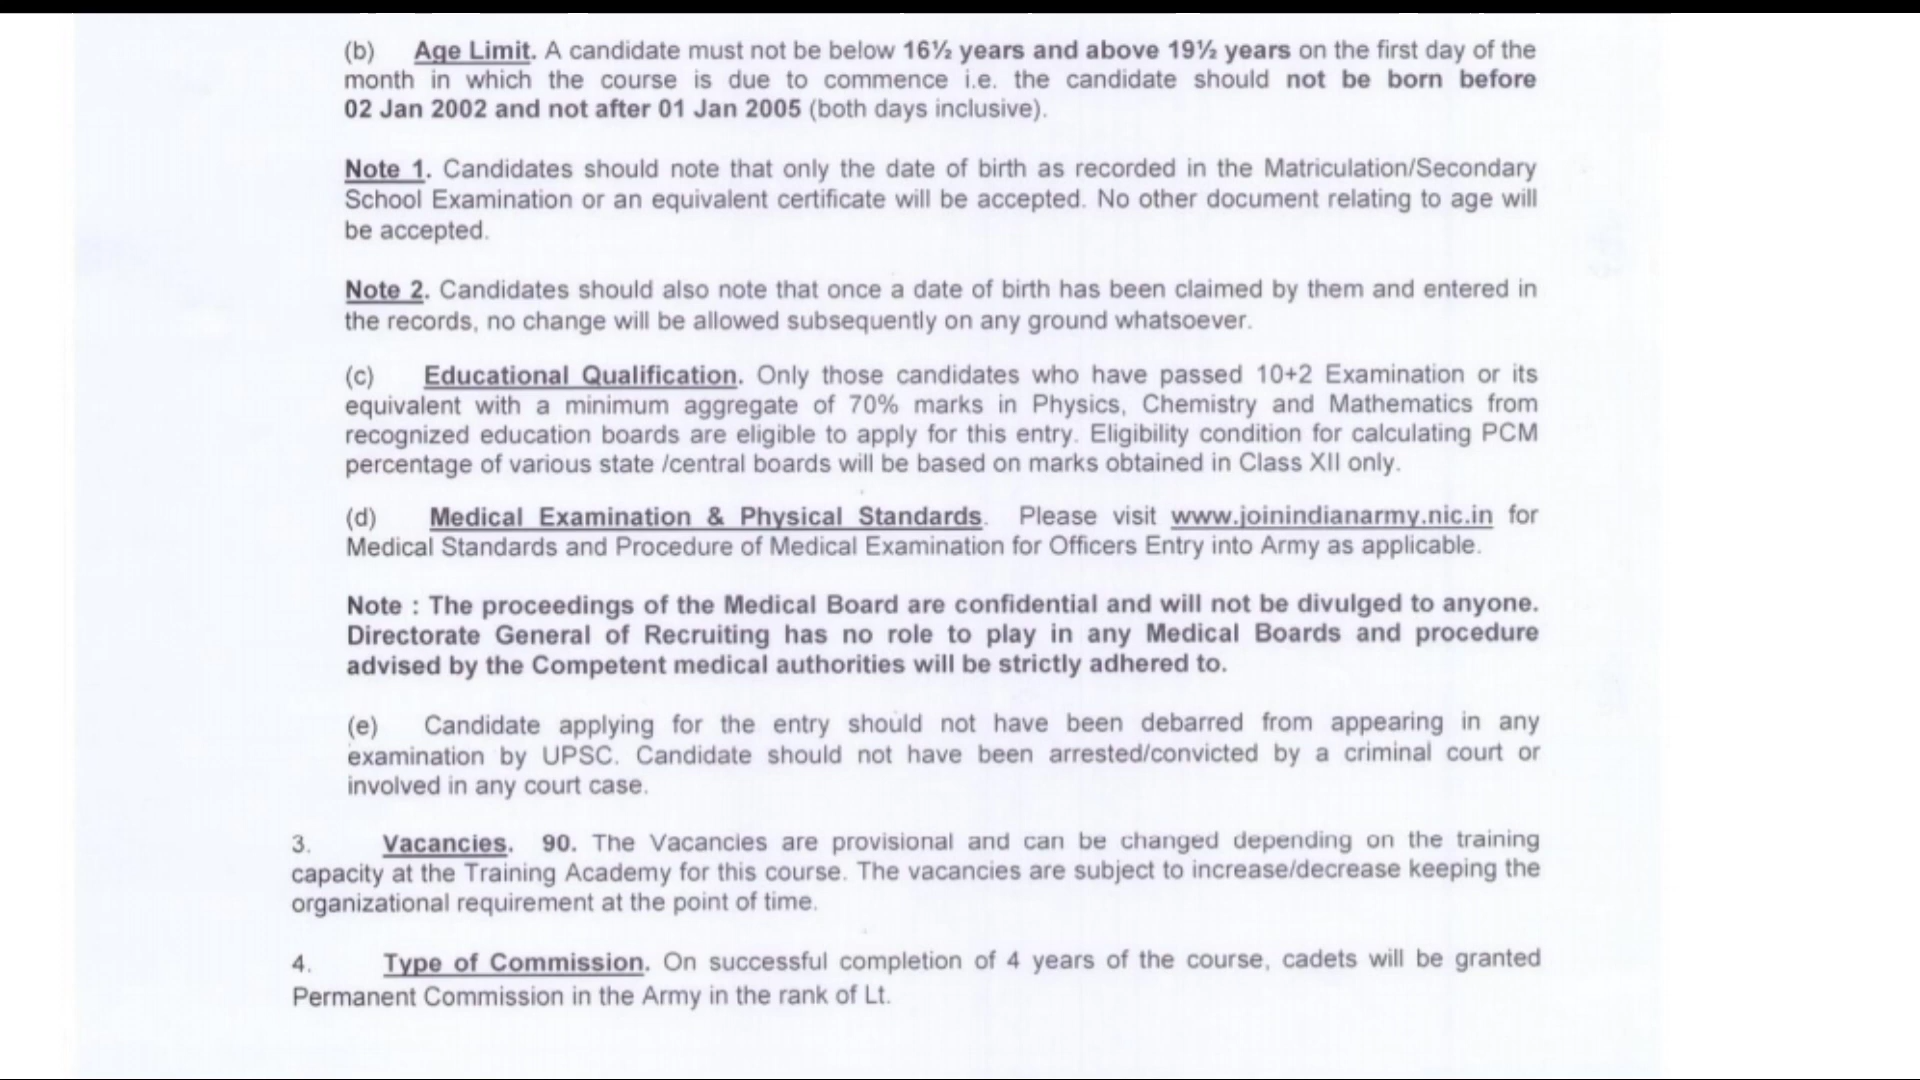 (b) Age Limit. A candidate must not be below 16½ years and above 19½ years on the first day of the
month in which the course is due to commence i.e. the candidate should not be born before
02 Jan 2002 and not after 01 Jan 2005 (both days inclusive).
Note 1. Candidates should note that only the date of birth as recorded in the Matriculation/Secondary
School Examination or an equivalent certificate will be accepted. No other document relating to age will
be accepted.
Note 2. Candidates should also note that once a date of birth has been claimed by them and entered in
the records, no change will be allowed subsequently on any ground whatsoever.
(c) Educational Qualification. Only those candidates who have passed 10+2 Examination or its
equivalent with a minimum aggregate of 70% marks in Physics, Chemistry and Mathematics from
recognized education boards are eligible to apply for this entry. Eligibility condition for calculating PCM
percentage of various state /central boards will be based on marks obtained in Class XII only.
(d) Medical Examination & Physical Standards. Please visit www.joinindianarmy.nic.in for
Medical Standards and Procedure of Medical Examination for Officers Entry into Army as applicable.
Note : The proceedings of the Medical Board are confidential and will not be divulged to anyone.
Directorate General of Recruiting has no role to play in any Medical Boards and procedure
advised by the Competent medical authorities will be strictly adhered to.
(e) Candidate applying for the entry should not have been debarred from appearing in any
examination by UPSC. Candidate should not have been arrested/convicted by a criminal court or
involved in any court case.
3. Vacancies. 90. The Vacancies are provisional and can be changed depending on the training
capacity at the Training Academy for this course. The vacancies are subject to increase/decrease keeping the
organizational requirement at the point of time.
4. Type of Commission. On successful completion of 4 years of the course, cadets will be granted
Permanent Commission in the Army in the rank of Lt.